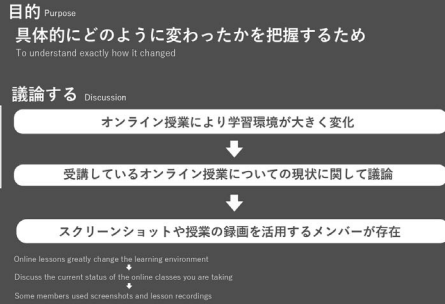 目的 Purpose
具体的にどのように変わったかを把握するため
To understand exactly how it changed
議論する Discussion
オンライン授業により学習環境が大きく変化
受講しているオンライン授業についての現状に関して議論
スクリーンショットや授業の録画を活用するメンバーが存在
Online lessons greatly change the learning environment
Discuss the current status of the online classes you are taking
Some members used screenshots and lesson recordings